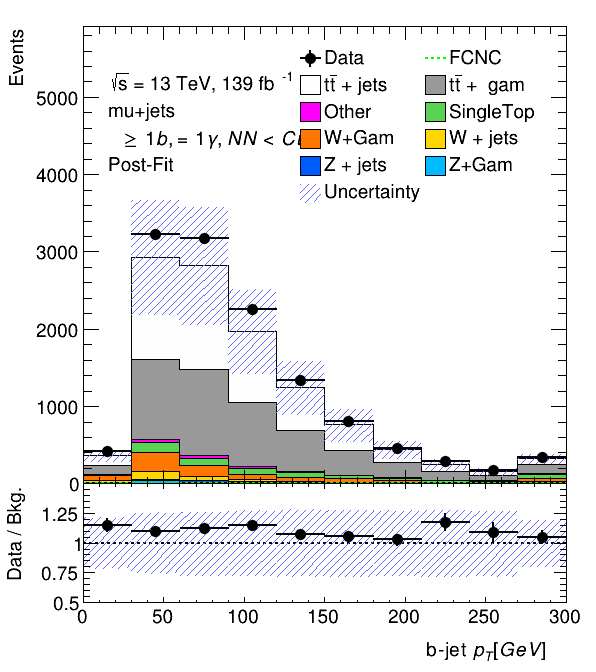 Events
Data
FCNC
√s = 13 TeV, 139 fb⁻¹
tt̄ + jets
tt̄ + gam
mu+jets
Other
SingleTop
≥ 1b, = 1γ, NN < C
W+Gam
W + jets
Post-Fit
Z + jets
Z+Gam
Uncertainty
5000
4000
3000
2000
1000
0
Data / Bkg.
1.25
1
0.75
0.5
0 50 100 150 200 250 300
b-jet p_T[GeV]